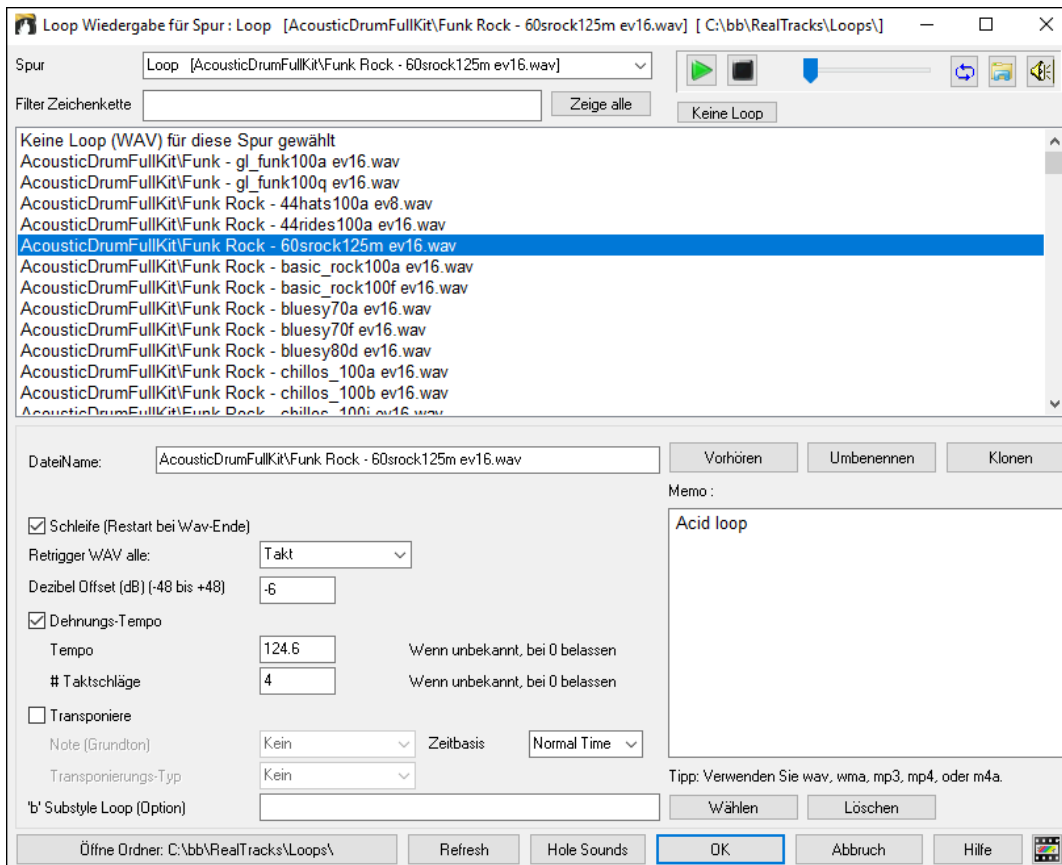 Loop Wiedergabe für Spur : Loop [AcousticDrumFullKit\Funk Rock - 60srock125m ev16.wav] [ C:\bb\RealTracks\Loops\]
Spur
Loop [AcousticDrumFullKit\Funk Rock - 60srock125m ev16.wav]
Filter Zeichenkette
Zeige alle
Keine Loop
Keine Loop (WAV) für diese Spur gewählt
AcousticDrumFullKit\Funk - gl_funk100a ev16.wav
AcousticDrumFullKit\Funk - gl_funk100q ev16.wav
AcousticDrumFullKit\Funk Rock - 44hats100a ev8.wav
AcousticDrumFullKit\Funk Rock - 44rides100a ev16.wav
AcousticDrumFullKit\Funk Rock - 60srock125m ev16.wav
AcousticDrumFullKit\Funk Rock - basic_rock100a ev16.wav
AcousticDrumFullKit\Funk Rock - basic_rock100f ev16.wav
AcousticDrumFullKit\Funk Rock - bluesy70a ev16.wav
AcousticDrumFullKit\Funk Rock - bluesy70f ev16.wav
AcousticDrumFullKit\Funk Rock - bluesy80d ev16.wav
AcousticDrumFullKit\Funk Rock - chillos_100a ev16.wav
AcousticDrumFullKit\Funk Rock - chillos_100b ev16.wav
AcousticDrumFullKit\Funk Rock - chillos_100i ev16.wav
DateiName:
AcousticDrumFullKit\Funk Rock - 60srock125m ev16.wav
Vorhören
Umbenennen
Klonen
Memo :
Acid loop
Schleife (Restart bei Wav-Ende)
Retrigger WAV alle:
Takt
Dezibel Offset (dB) (-48 bis +48)
-6
Dehnungs-Tempo
Tempo
124.6
Wenn unbekannt, bei 0 belassen
# Taktschläge
4
Wenn unbekannt, bei 0 belassen
Transponiere
Note (Grundton)
Kein
Zeitbasis
Normal Time
Transponierungs-Typ
Kein
Tipp: Verwenden Sie wav, wma, mp3, mp4, oder m4a.
'b' Substyle Loop (Option)
Wählen
Löschen
Öffne Ordner: C:\bb\RealTracks\Loops\
Refresh
Hole Sounds
OK
Abbruch
Hilfe